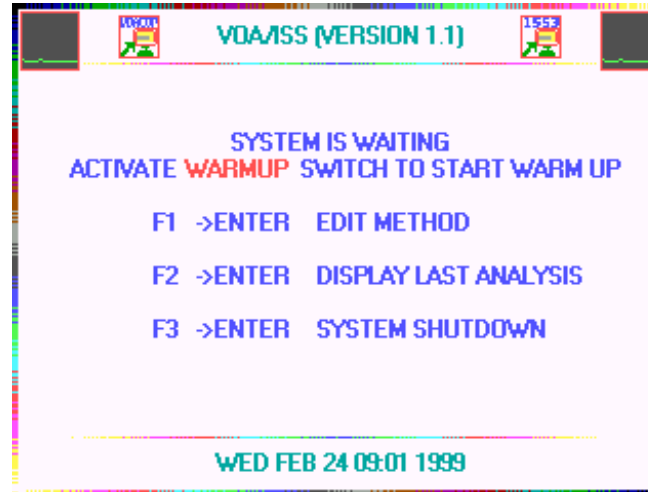 VOA/ISS (VERSION 1.1)
SYSTEM IS WAITING
ACTIVATE WARMUP SWITCH TO START WARM UP
F1 ->ENTER EDIT METHOD
F2 ->ENTER DISPLAY LAST ANALYSIS
F3 ->ENTER SYSTEM SHUTDOWN
WED FEB 24 09:01 1999